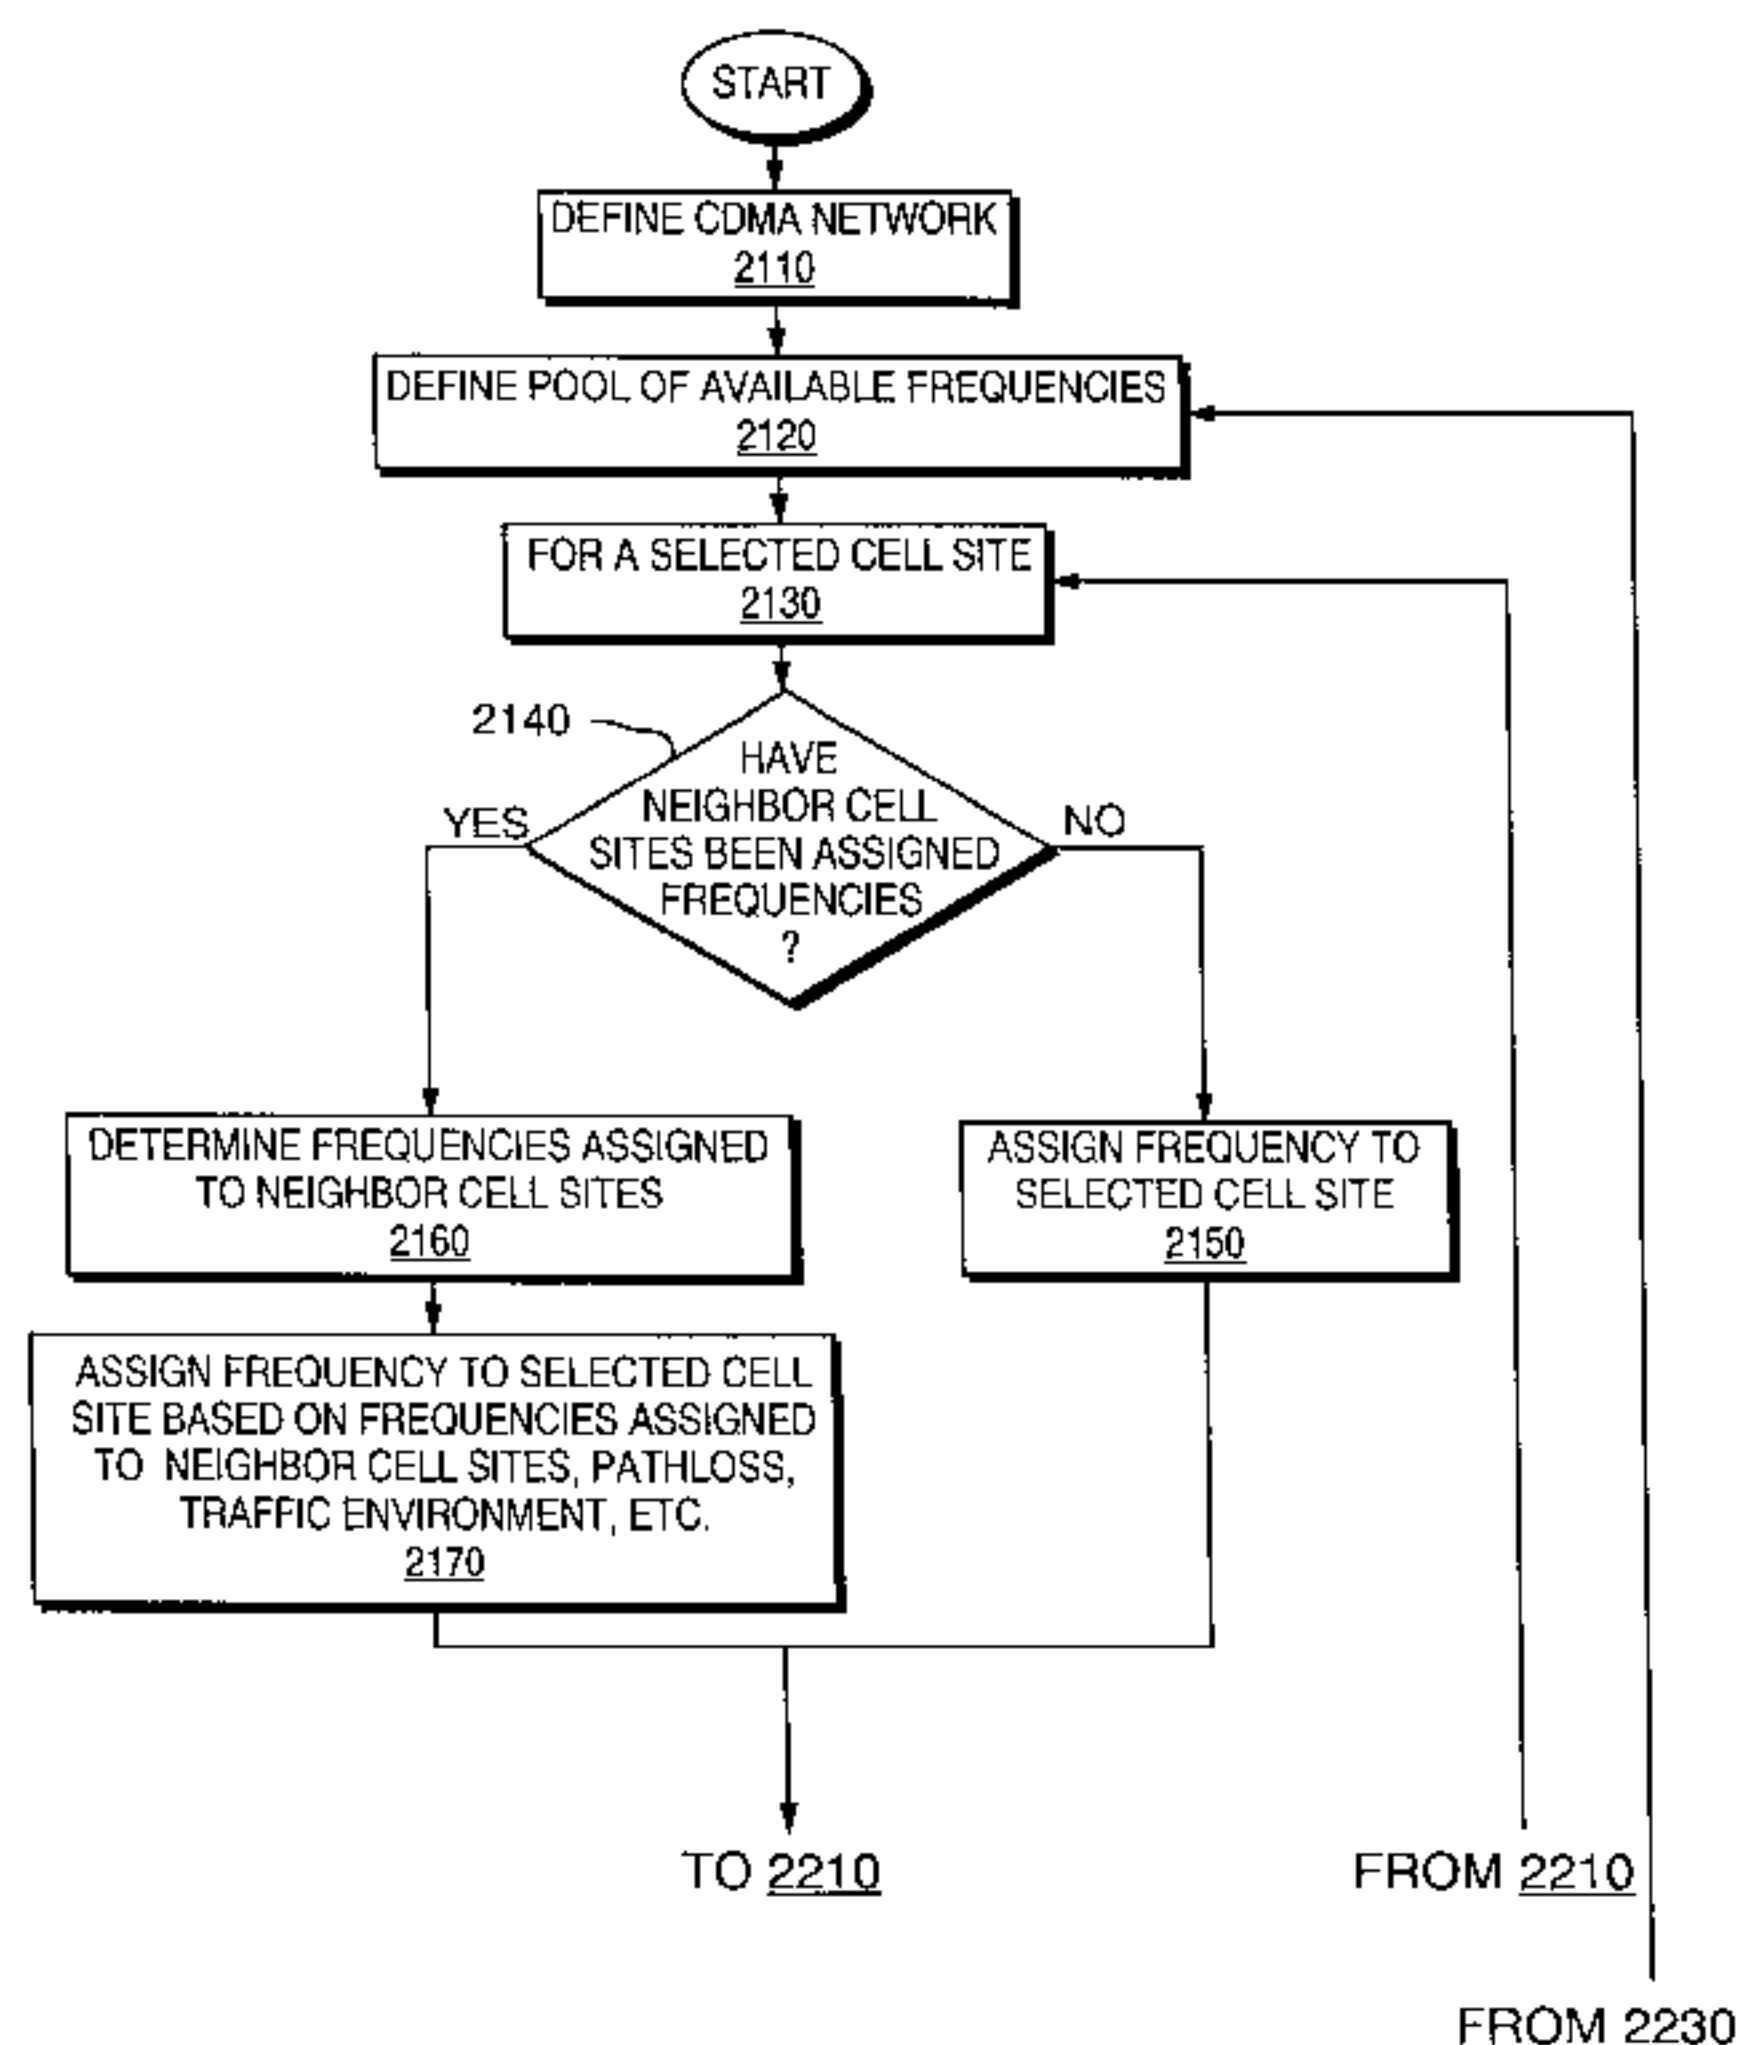 START
DEFINE CDMA NETWORK
2110
DEFINE POOL OF AVAILABLE FREQUENCIES
2120
FOR A SELECTED CELL SITE
2130
2140
HAVE
NEIGHBOR CELL
SITES BEEN ASSIGNED
FREQUENCIES
?
YES
NO
DETERMINE FREQUENCIES ASSIGNED
TO NEIGHBOR CELL SITES
2160
ASSIGN FREQUENCY TO
SELECTED CELL SITE
2150
ASSIGN FREQUENCY TO SELECTED CELL
SITE BASED ON FREQUENCIES ASSIGNED
TO NEIGHBOR CELL SITES, PATHLOSS,
TRAFFIC ENVIRONMENT, ETC.
2170
TO 2210
FROM 2210
FROM 2230